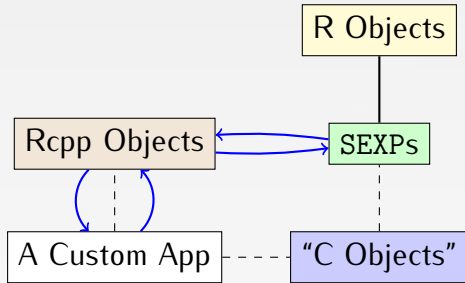 R Objects
Rcpp Objects
SEXPs
A Custom App
“C Objects”